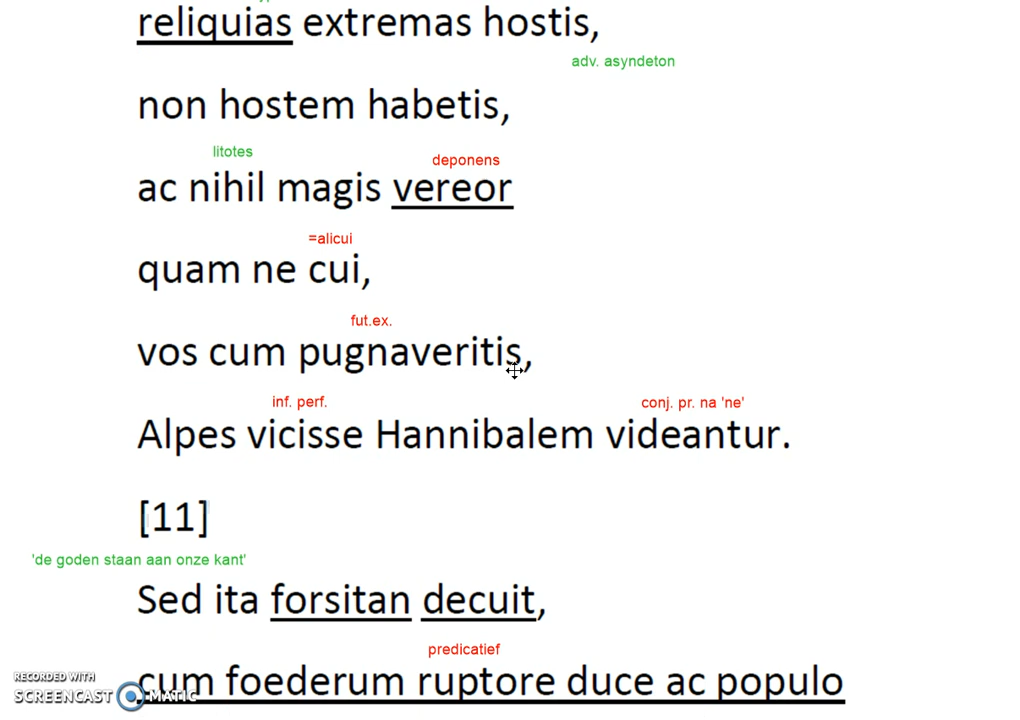 reliquias extremas hostis,
adv. asyndeton
non hostem habetis,
litotes
deponens
ac nihil magis vereor
=alicui
quam ne cui,
fut.ex.
vos cum pugnaveritis,
inf. perf.
conj. pr. na 'ne'
Alpes vicisse Hannibalem videantur.
[11]
'de goden staan aan onze kant'
Sed ita forsitan decuit,
predicatief
cum foederum ruptore duce ac populo
RECORDED WITH
SCREENCAST MATIC